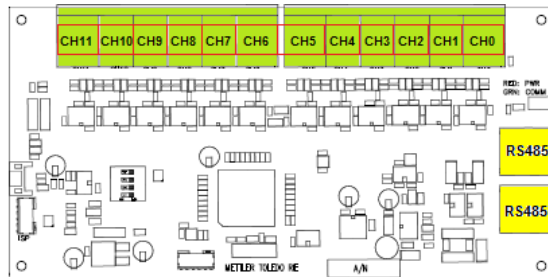 CH11 CH10 CH9 CH8 CH7 CH6 CH5 CH4 CH3 CH2 CH1 CH0
RED: PWR
GRN: COMM
RS485
RS485
ISP
METTLER TOLEDO RIE
A/N